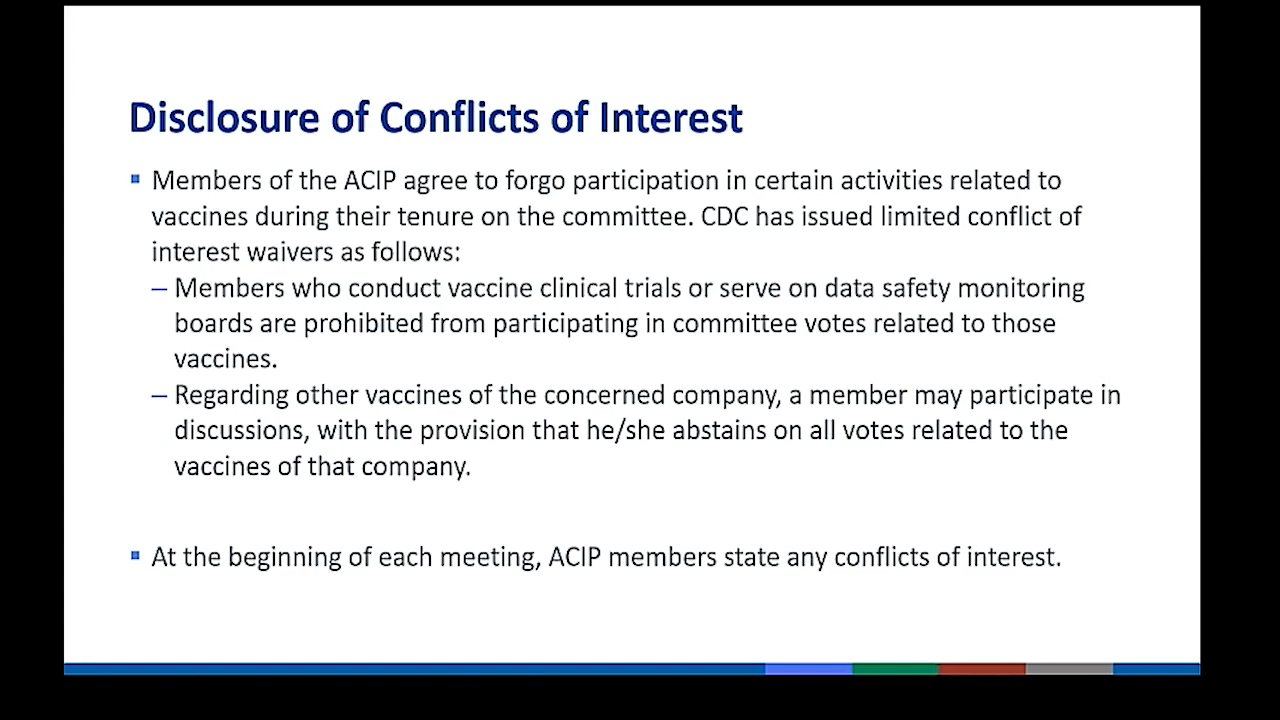 Disclosure of Conflicts of Interest
▪ Members of the ACIP agree to forgo participation in certain activities related to
vaccines during their tenure on the committee. CDC has issued limited conflict of
interest waivers as follows:
– Members who conduct vaccine clinical trials or serve on data safety monitoring
boards are prohibited from participating in committee votes related to those
vaccines.
– Regarding other vaccines of the concerned company, a member may participate in
discussions, with the provision that he/she abstains on all votes related to the
vaccines of that company.
▪ At the beginning of each meeting, ACIP members state any conflicts of interest.